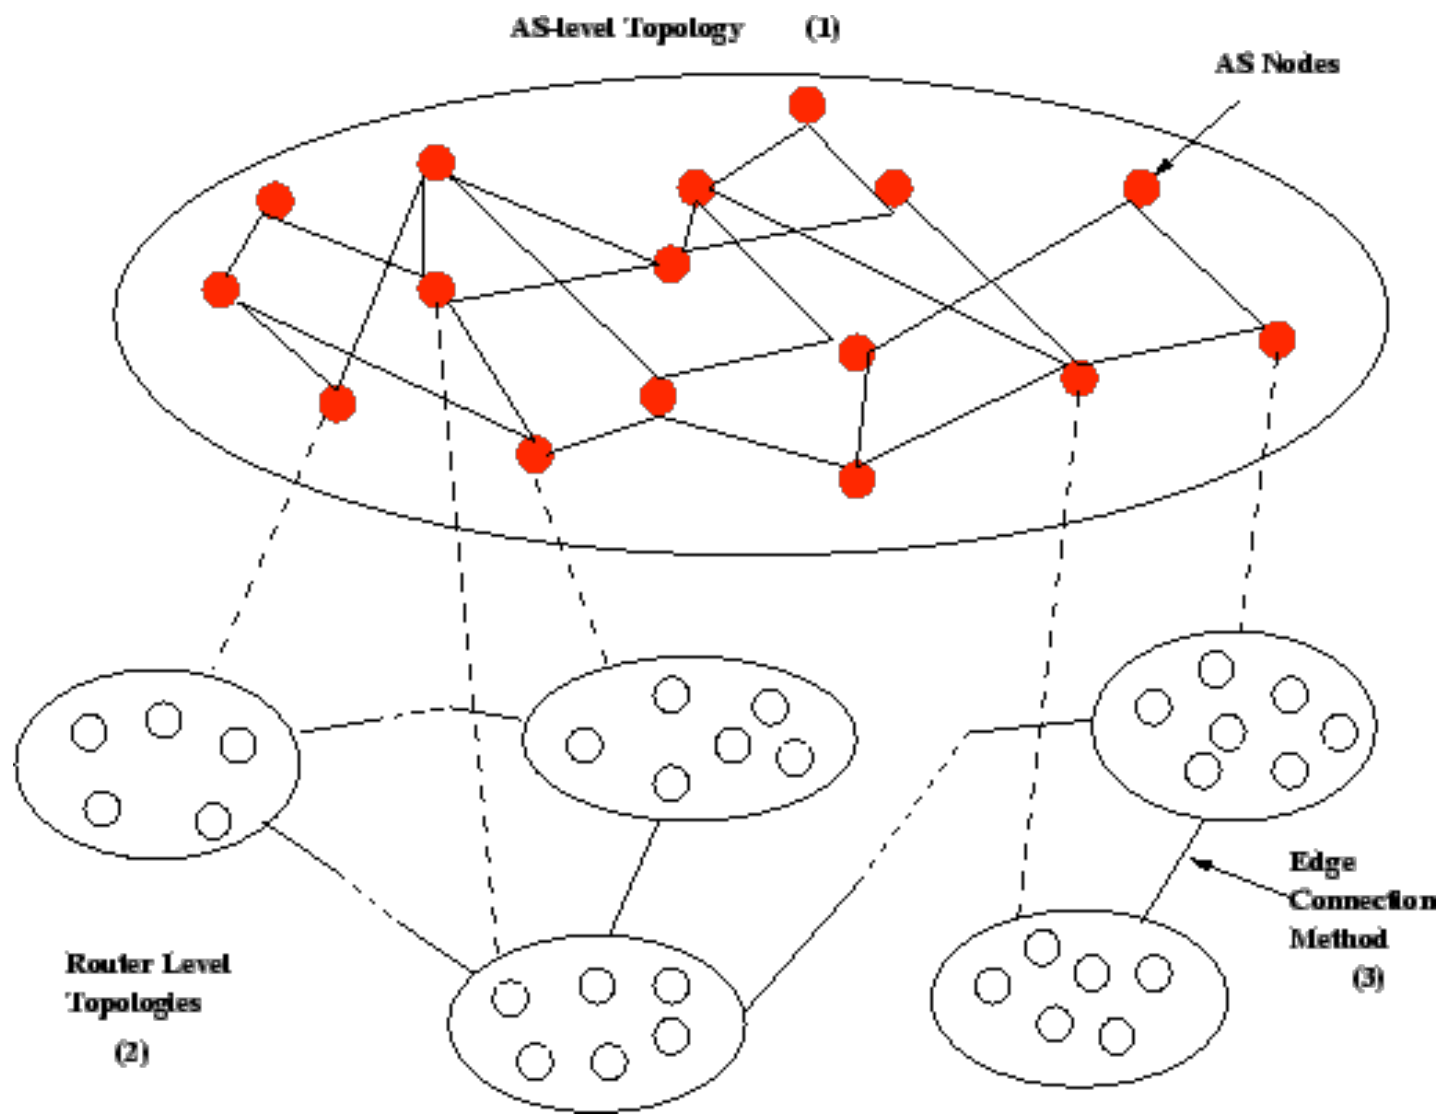 AS-level Topology (1)
AS Nodes
Edge
Connection
Method
(3)
Router Level
Topologies
(2)